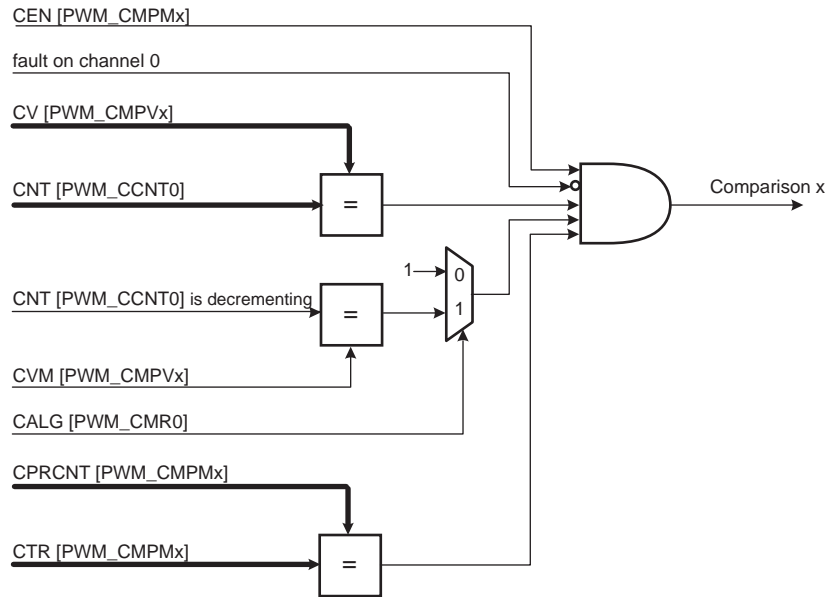 CEN [PWM_CMPMx]
fault on channel 0
CV [PWM_CMPVx]
CNT [PWM_CCNT0]
=
Comparison x
1
0
1
CNT [PWM_CCNT0] is decrementing
=
CVM [PWM_CMPVx]
CALG [PWM_CMR0]
CPRCNT [PWM_CMPMx]
CTR [PWM_CMPMx]
=